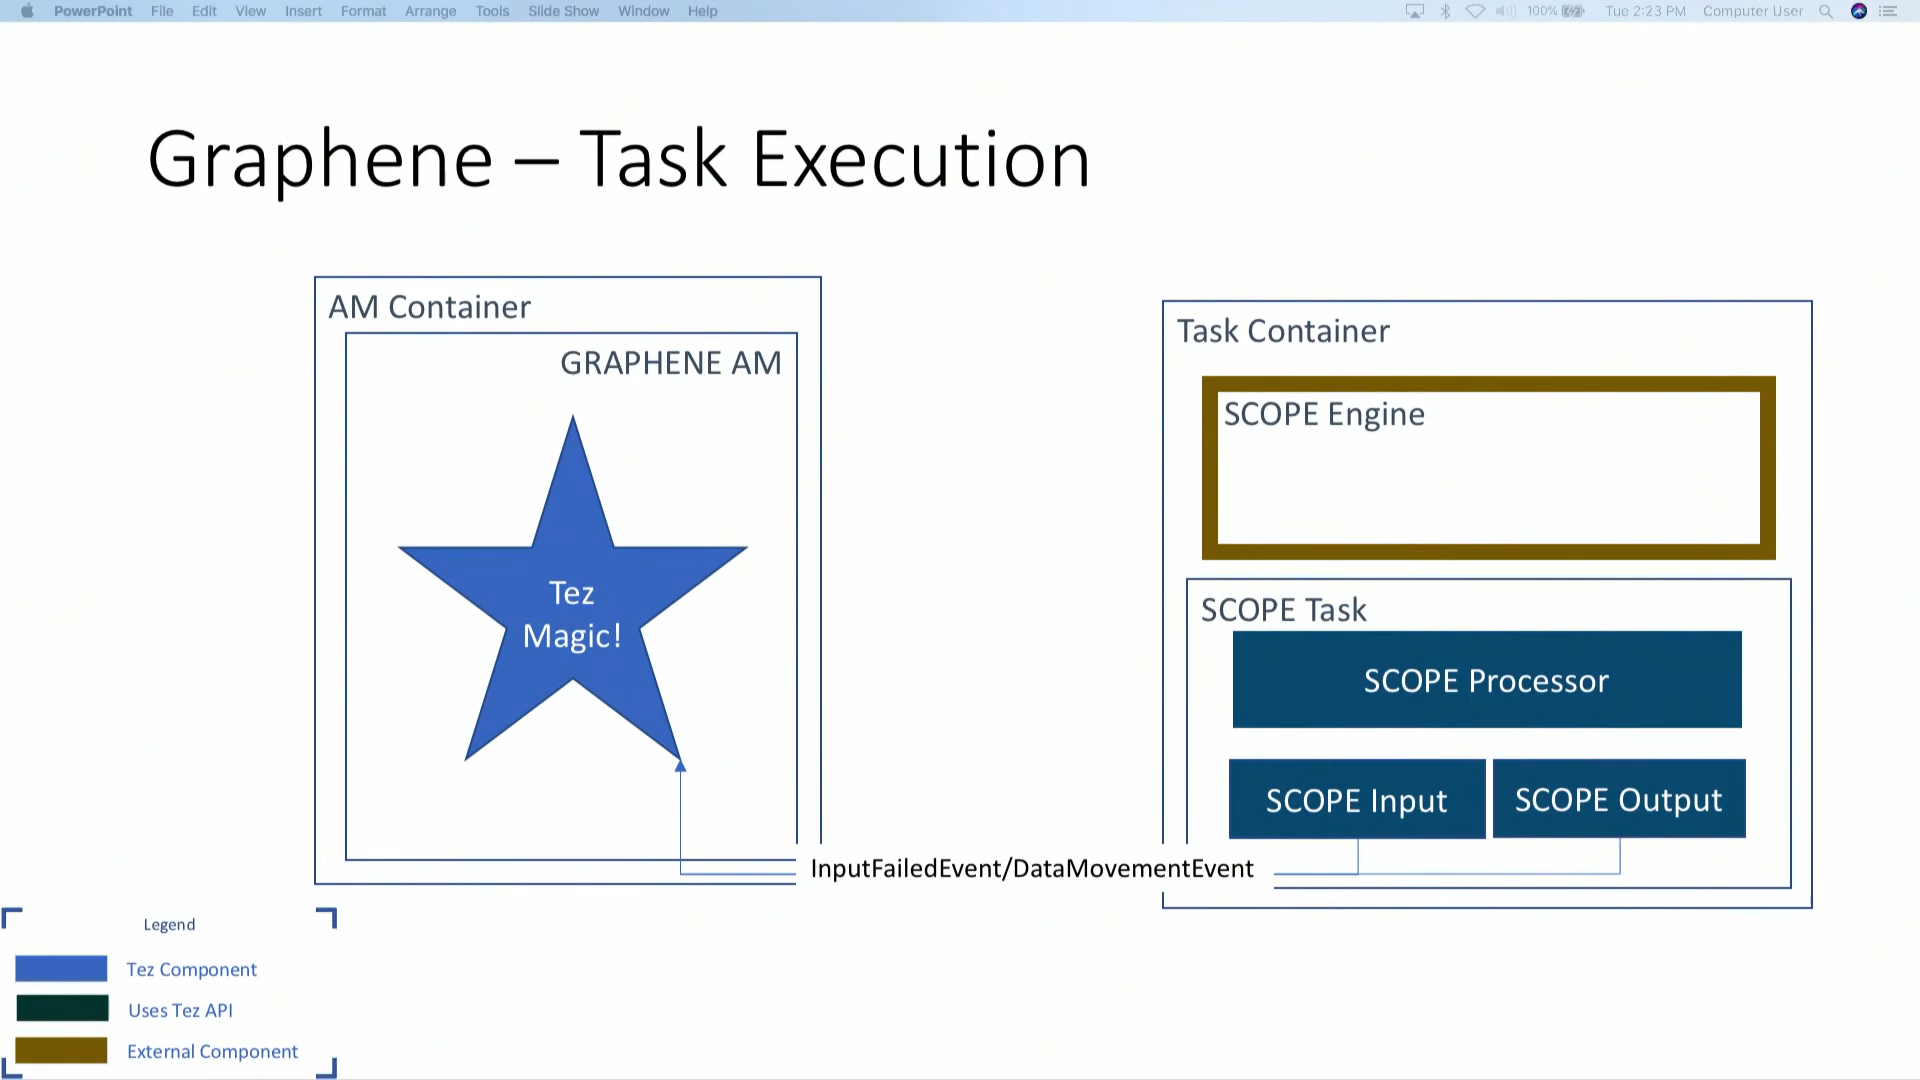 PowerPoint File Edit View Insert Format Arrange Tools Slide Show Window Help 100% Tue 2:23 PM Computer User
Graphene – Task Execution
AM Container
GRAPHENE AM
Tez
Magic!
Task Container
SCOPE Engine
SCOPE Task
SCOPE Processor
SCOPE Input
SCOPE Output
InputFailedEvent/DataMovementEvent
Legend
Tez Component
Uses Tez API
External Component